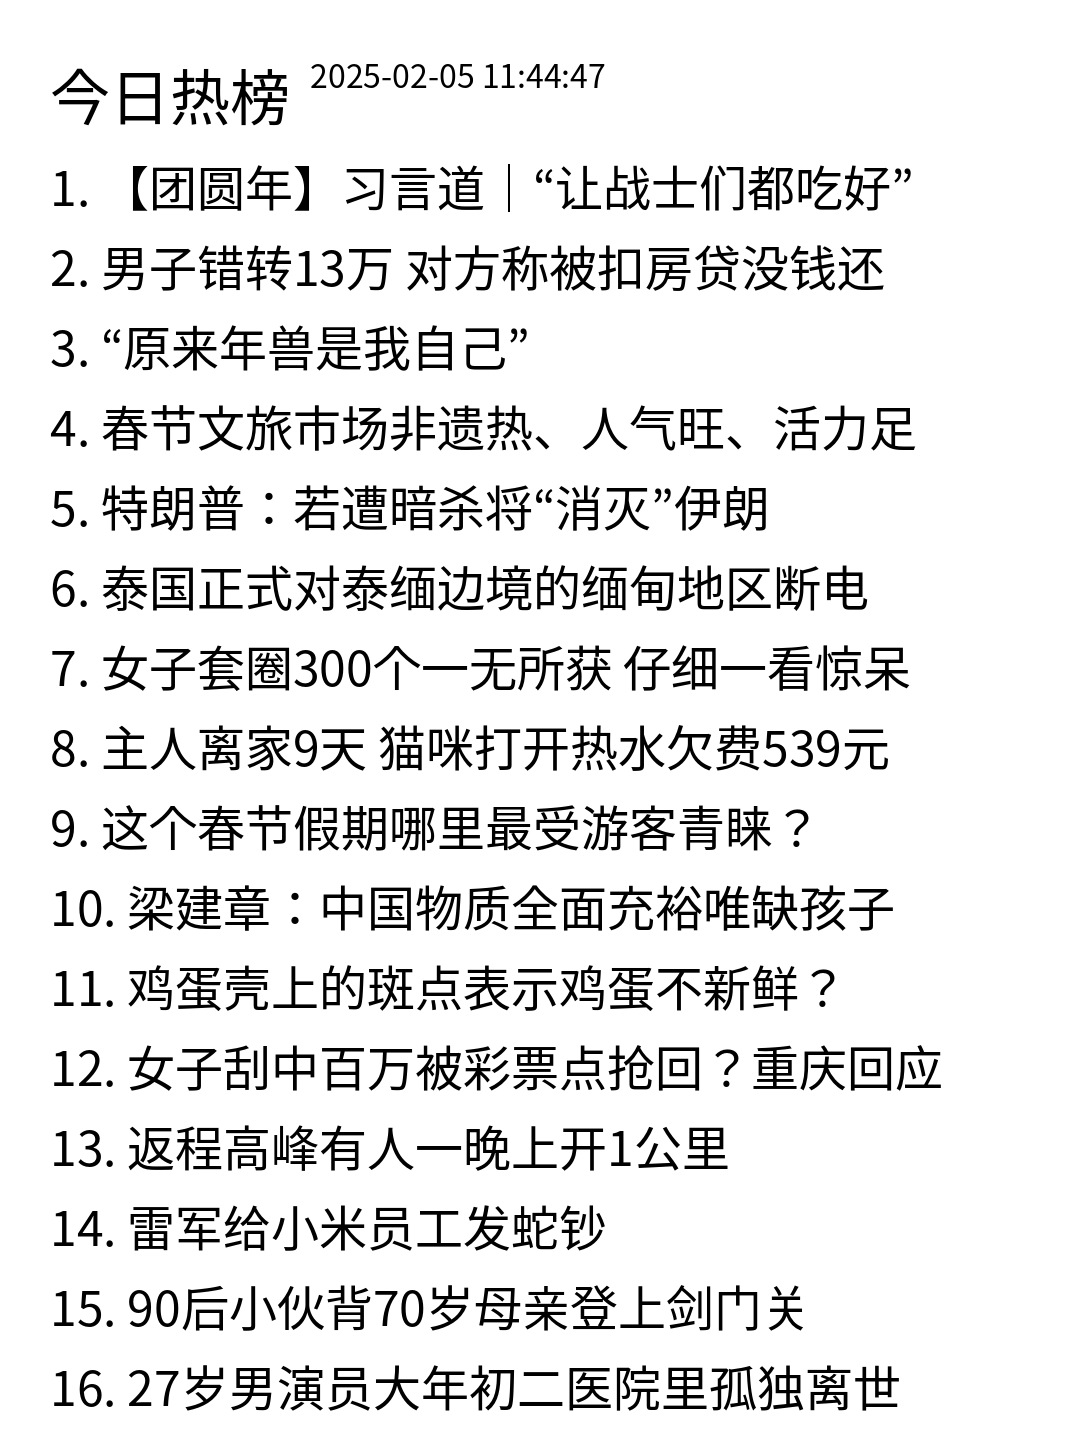 今日热榜 2025-02-05 11:44:47
1. 【团圆年】习言道｜“让战士们都吃好”
2. 男子错转13万 对方称被扣房贷没钱还
3. “原来年兽是我自己”
4. 春节文旅市场非遗热、人气旺、活力足
5. 特朗普：若遭暗杀将“消灭”伊朗
6. 泰国正式对泰缅边境的缅甸地区断电
7. 女子套圈300个一无所获 仔细一看惊呆
8. 主人离家9天 猫咪打开热水欠费539元
9. 这个春节假期哪里最受游客青睐？
10. 梁建章：中国物质全面充裕唯缺孩子
11. 鸡蛋壳上的斑点表示鸡蛋不新鲜？
12. 女子刮中百万被彩票点抢回？重庆回应
13. 返程高峰有人一晚上开1公里
14. 雷军给小米员工发蛇钞
15. 90后小伙背70岁母亲登上剑门关
16. 27岁男演员大年初二医院里孤独离世